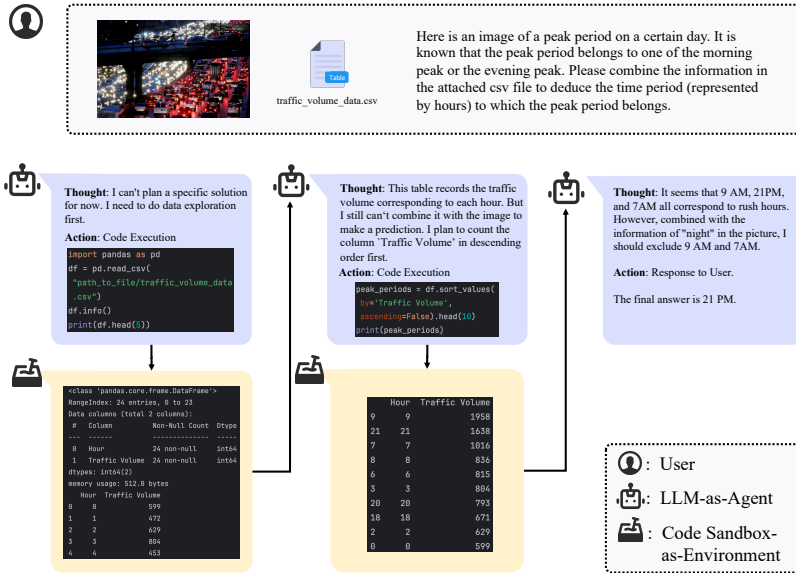 Here is an image of a peak period on a certain day. It is
known that the peak period belongs to one of the morning
peak or the evening peak. Please combine the information in
the attached csv file to deduce the time period (represented
by hours) to which the peak period belongs.
Table
traffic_volume_data.csv
Thought: I can't plan a specific solution
for now. I need to do data exploration
first.
Action: Code Execution
import pandas as pd
df = pd.read_csv(
"path_to_file/traffic_volume_data
.csv")
df.info()
print(df.head(5))
<class 'pandas.core.frame.DataFrame'>
RangeIndex: 24 entries, 0 to 23
Data columns (total 2 columns):
# Column Non-Null Count Dtype
--- ------ -------------- -----
0 Hour 24 non-null int64
1 Traffic Volume 24 non-null int64
dtypes: int64(2)
memory usage: 512.0 bytes
Hour Traffic Volume
0 0 599
1 1 472
2 2 629
3 3 804
4 4 453
Thought: This table records the traffic
volume corresponding to each hour. But
I still can't combine it with the image
to make a prediction. I plan to count the
column `Traffic Volume' in descending
order first.
Action: Code Execution
peak_periods = df.sort_values(
by='Traffic Volume',
ascending=False).head(10)
print(peak_periods)
Hour Traffic Volume
9 9 1958
21 21 1638
7 7 1016
8 8 836
6 6 815
3 3 804
20 20 793
18 18 671
2 2 629
0 0 599
Thought: It seems that 9 AM, 21PM,
and 7AM all correspond to rush hours.
However, combined with the
information of "night" in the picture, I
should exclude 9 AM and 7AM.
Action: Response to User.
The final answer is 21 PM.
: User
: LLM-as-Agent
: Code Sandbox-
as-Environment